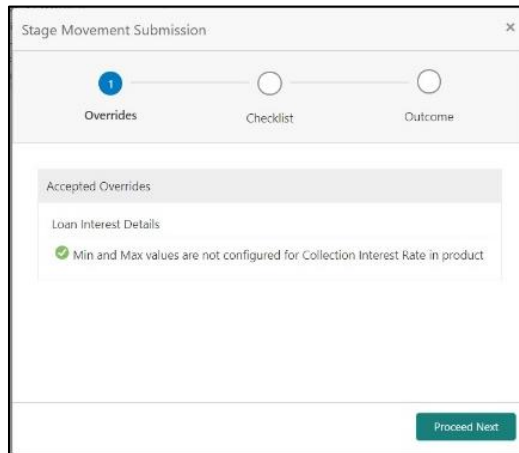 Stage Movement Submission
×
1
Overrides
Checklist
Outcome
Accepted Overrides
Loan Interest Details
Min and Max values are not configured for Collection Interest Rate in product
Proceed Next